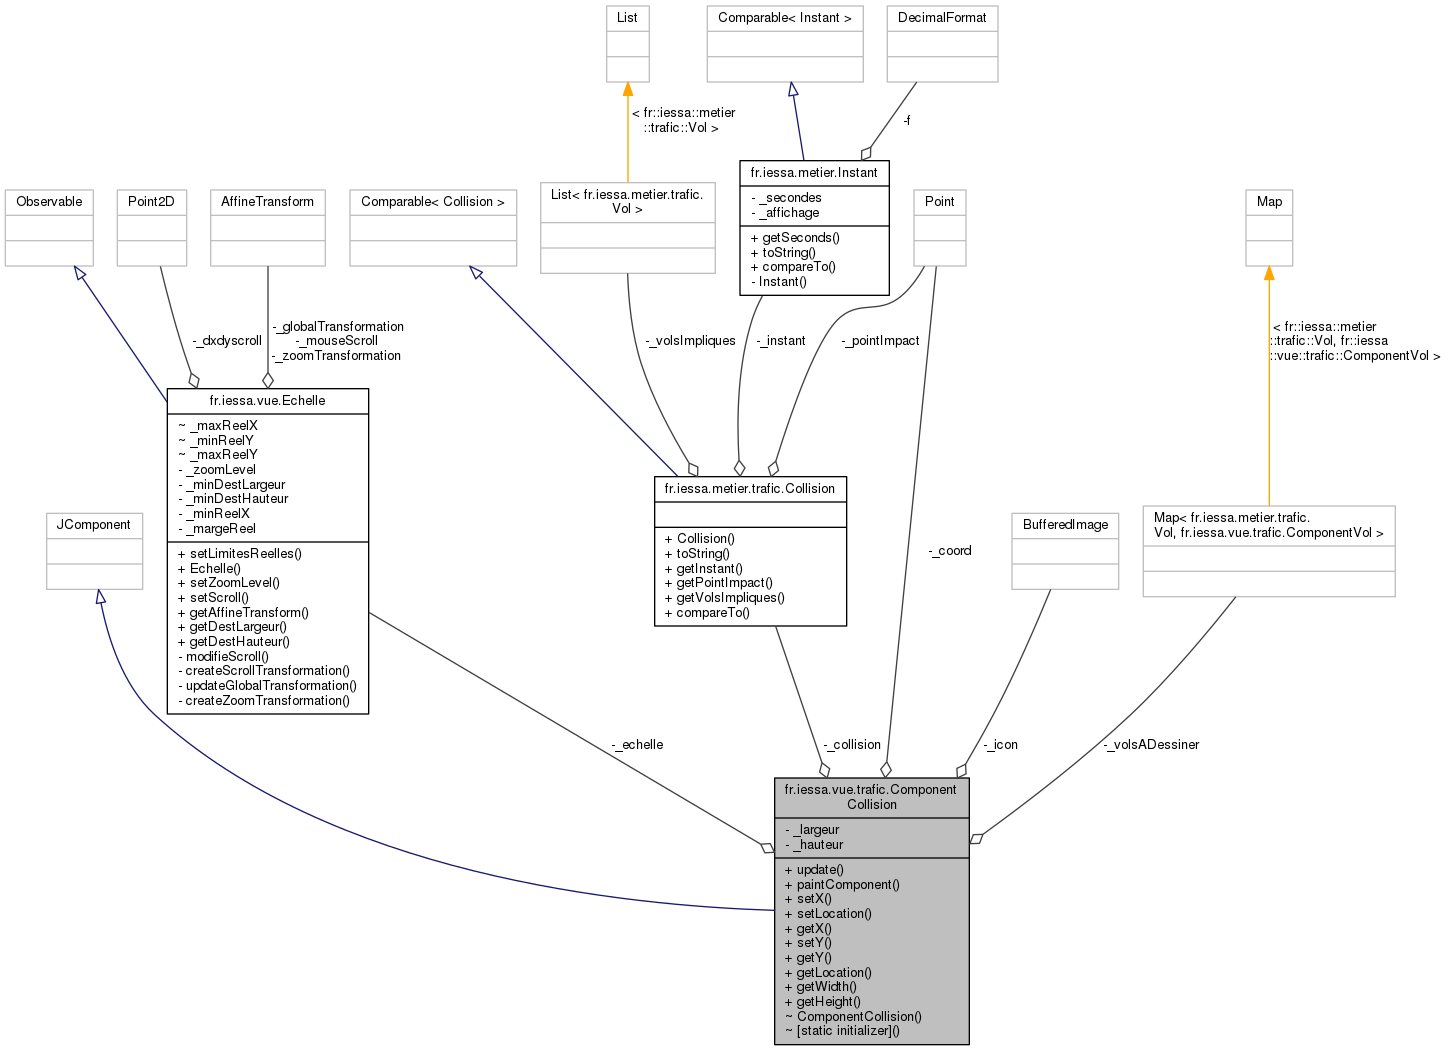 List
Comparable< Instant >
DecimalFormat
< fr::iessa::metier
::trafic::Vol >
-f
fr.iessa.metier.Instant
- _secondes
- _affichage
+ getSeconds()
+ toString()
+ compareTo()
- Instant()
Observable
Point2D
AffineTransform
Comparable< Collision >
List< fr.iessa.metier.trafic.
Vol >
Point
Map
-_dxdyscroll
-_globalTransformation
-_mouseScroll
-_zoomTransformation
-_volsImpliques
-_instant
-_pointImpact
< fr::iessa::metier
::trafic::Vol, fr::iessa
::vue::trafic::ComponentVol >
fr.iessa.vue.Echelle
~ _maxReelX
~ _minReelY
~ _maxReelY
- _zoomLevel
- _minDestLargeur
- _minDestHauteur
- _minReelX
- _margeReel
+ setLimitesReelles()
+ Echelle()
+ setZoomLevel()
+ setScroll()
+ getAffineTransform()
+ getDestLargeur()
+ getDestHauteur()
- modifieScroll()
- createScrollTransformation()
- updateGlobalTransformation()
- createZoomTransformation()
JComponent
fr.iessa.metier.trafic.Collision
+ Collision()
+ toString()
+ getInstant()
+ getPointImpact()
+ getVolsImpliques()
+ compareTo()
-_coord
BufferedImage
Map< fr.iessa.metier.trafic.
Vol, fr.iessa.vue.trafic.ComponentVol >
-_echelle
-_collision
-_icon
-_volsADessiner
fr.iessa.vue.trafic.Component
Collision
- _largeur
- _hauteur
+ update()
+ paintComponent()
+ setX()
+ setLocation()
+ getX()
+ setY()
+ getY()
+ getLocation()
+ getWidth()
+ getHeight()
~ ComponentCollision()
~ [static initializer]()